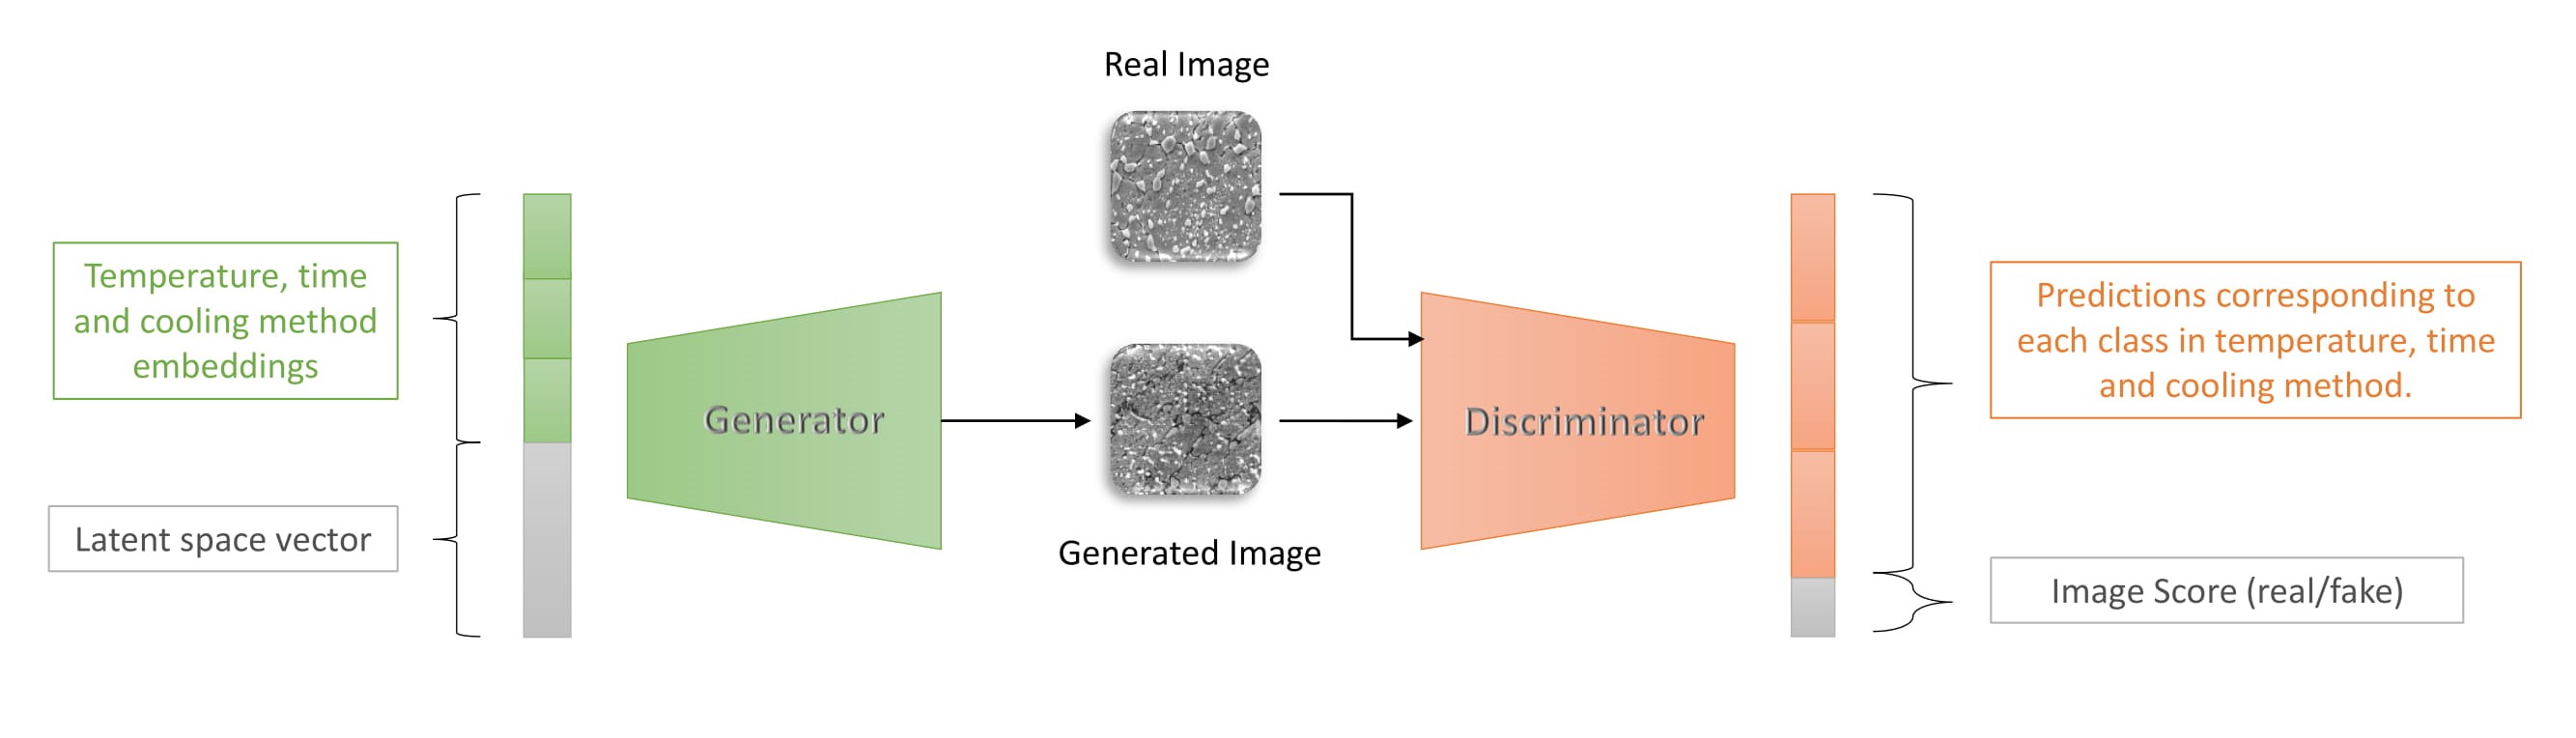 Real Image
Temperature, time
and cooling method
embeddings
Latent space vector
Generator
Generated Image
Discriminator
Predictions corresponding to
each class in temperature, time
and cooling method.
Image Score (real/fake)